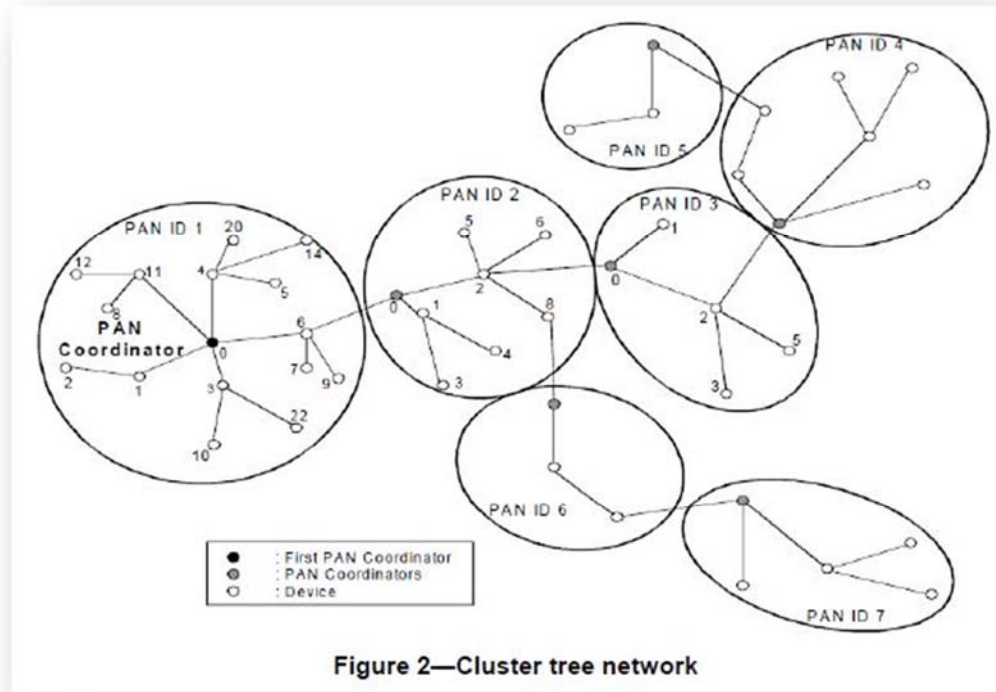 PAN ID 4
PAN ID 5
PAN ID 2
PAN ID 3
PAN ID 1
20
14
12
11
4
5
8
PAN
Coordinator
0
6
2
1
7
9
3
22
10
5
6
2
8
0
1
4
3
1
0
2
5
3
PAN ID 6
PAN ID 7
: First PAN Coordinator
: PAN Coordinators
: Device
Figure 2—Cluster tree network